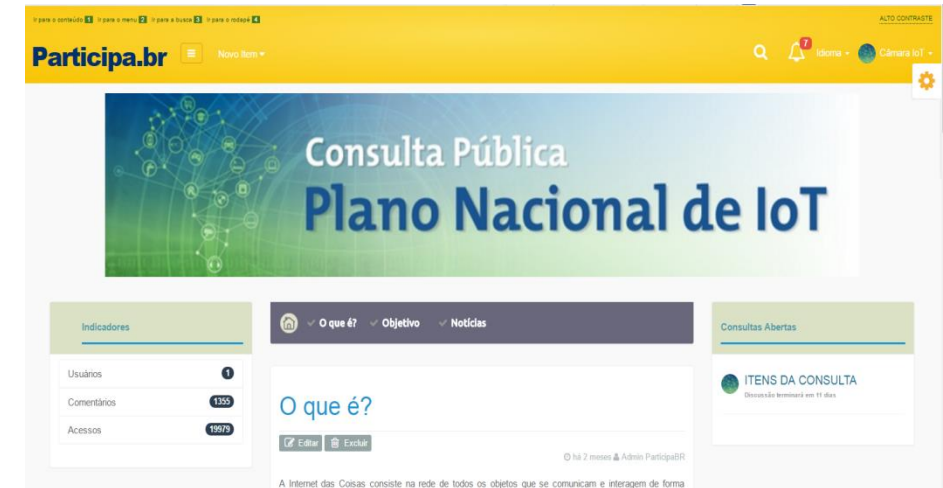 Ir para o conteúdo 1 Ir para o menu 2 Ir para a busca 3 Ir para o rodapé 4
ALTO CONTRASTE
Participa.br
Novo Item
7
Idioma
Câmara IoT
Consulta Pública
Plano Nacional de IoT
Indicadores
Usuários 1
Comentários 1355
Acessos 19979
O que é? Objetivo Notícias
O que é?
Editar Excluir
há 2 meses Admin ParticipaBR
A Internet das Coisas consiste na rede de todos os objetos que se comunicam e interagem de forma
Consultas Abertas
ITENS DA CONSULTA
Discussão terminará em 11 dias